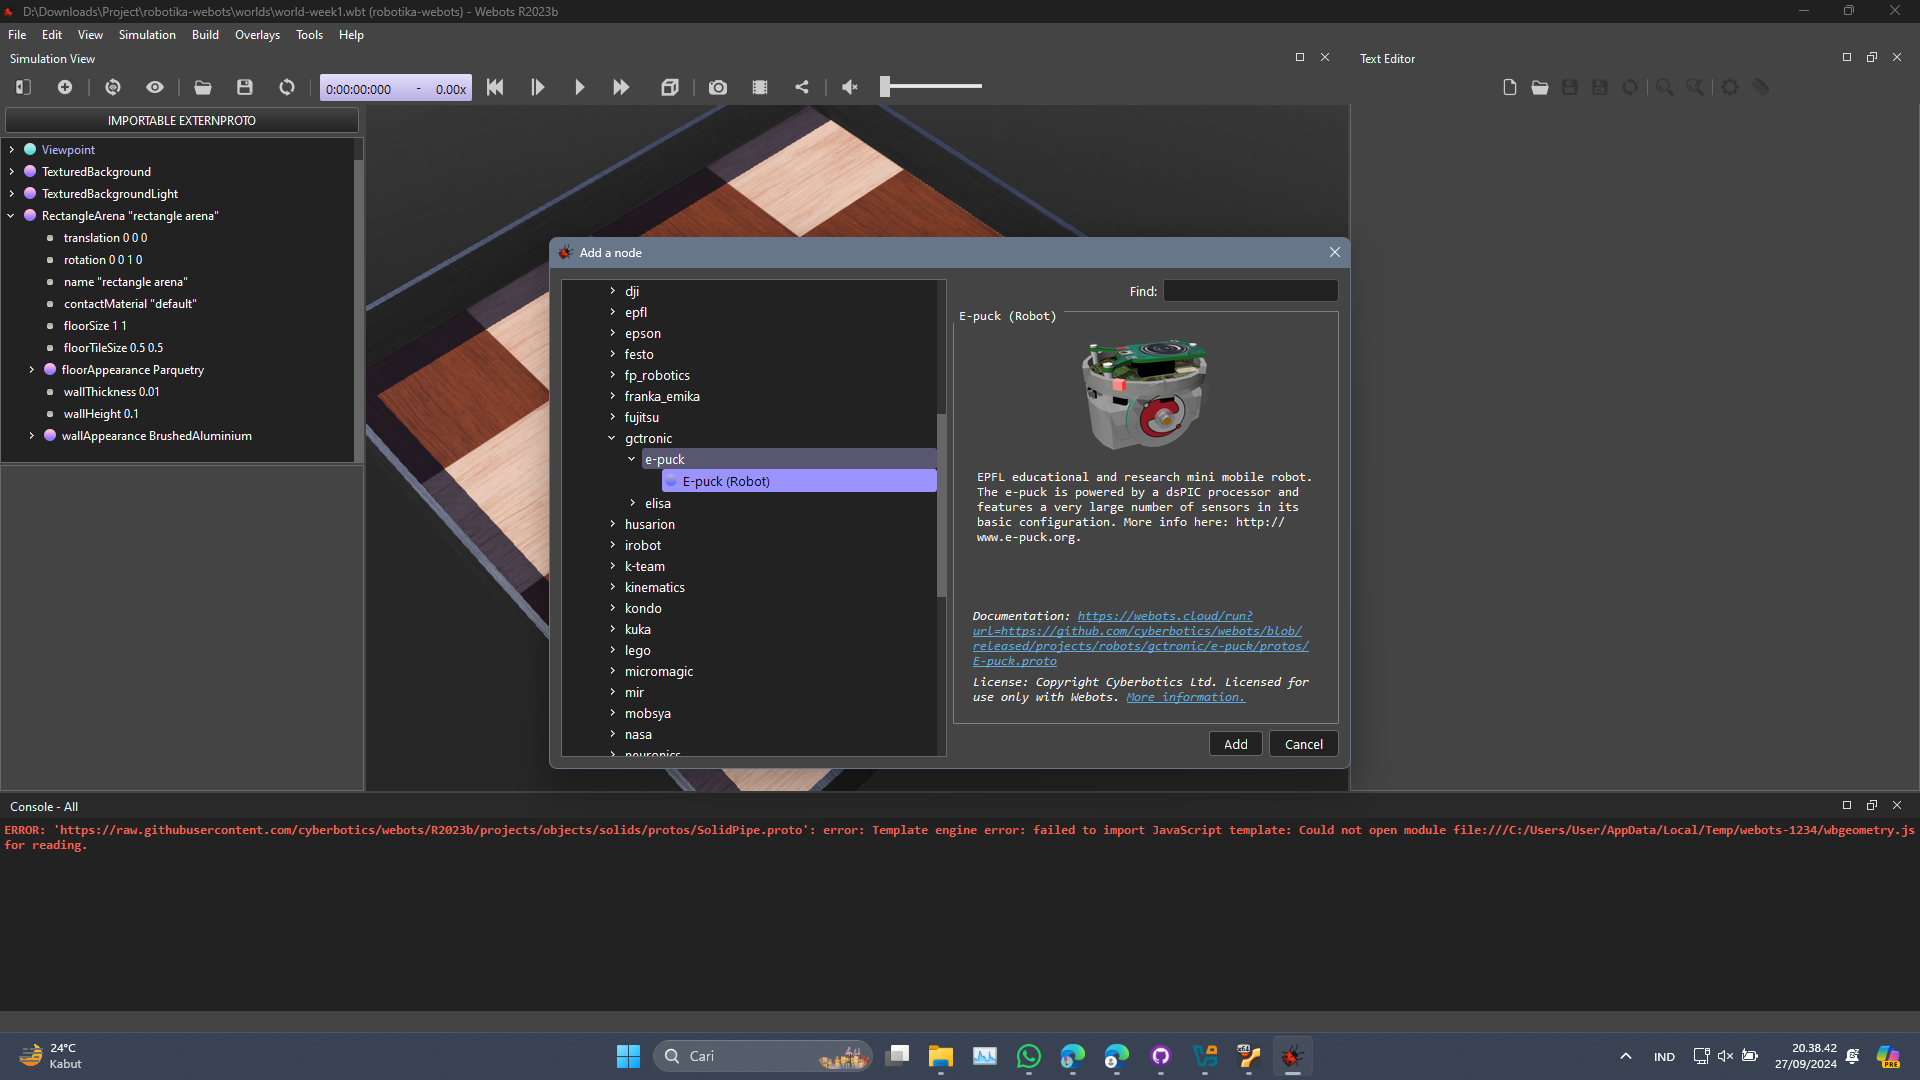 D:\Downloads\Project\robotika-webots\worlds\world-week1.wbt (robotika-webots) - Webots R2023b
File Edit View Simulation Build Overlays Tools Help
Simulation View
Text Editor
0:00:00:000 - 0.00x
IMPORTABLE EXTERNPROTO
Viewpoint
TexturedBackground
TexturedBackgroundLight
RectangleArena "rectangle arena"
translation 0 0 0
rotation 0 0 1 0
name "rectangle arena"
contactMaterial "default"
floorSize 1 1
floorTileSize 0.5 0.5
floorAppearance Parquetry
wallThickness 0.01
wallHeight 0.1
wallAppearance BrushedAluminium
Add a node
dji
epfl
epson
festo
fp_robotics
franka_emika
fujitsu
gctronic
e-puck
E-puck (Robot)
elisa
husarion
irobot
k-team
kinematics
kondo
kuka
lego
micromagic
mir
mobsya
nasa
neuronics
Find:
E-puck (Robot)
EPFL educational and research mini mobile robot.
The e-puck is powered by a dsPIC processor and
features a very large number of sensors in its
basic configuration. More info here: http://
www.e-puck.org.
Documentation: https://webots.cloud/run?
url=https://github.com/cyberbotics/webots/blob/
released/projects/robots/gctronic/e-puck/protos/
E-puck.proto
License: Copyright Cyberbotics Ltd. Licensed for
use only with Webots. More information.
Add Cancel
Console - All
ERROR: 'https://raw.githubusercontent.com/cyberbotics/webots/R2023b/projects/objects/solids/protos/SolidPipe.proto': error: Template engine error: failed to import JavaScript template: Could not open module file:///C:/Users/User/AppData/Local/Temp/webots-1234/wbgeometry.js
for reading.
24°C
Kabut
Cari
IND
20.38.42
27/09/2024
PRE